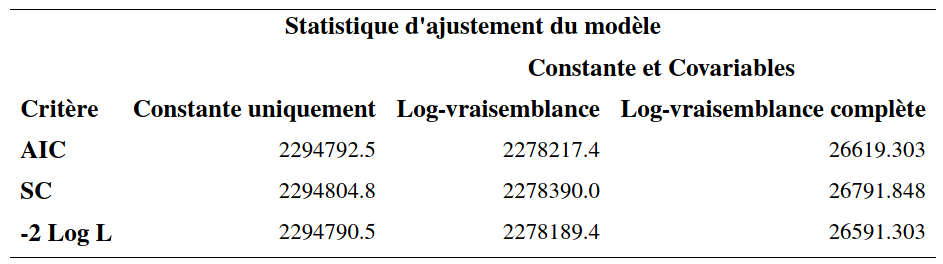 Statistique d'ajustement du modèle
Constante et Covariables
Critère Constante uniquement Log-vraisemblance Log-vraisemblance complète
AIC 2294792.5 2278217.4 26619.303
SC 2294804.8 2278390.0 26791.848
-2 Log L 2294790.5 2278189.4 26591.303